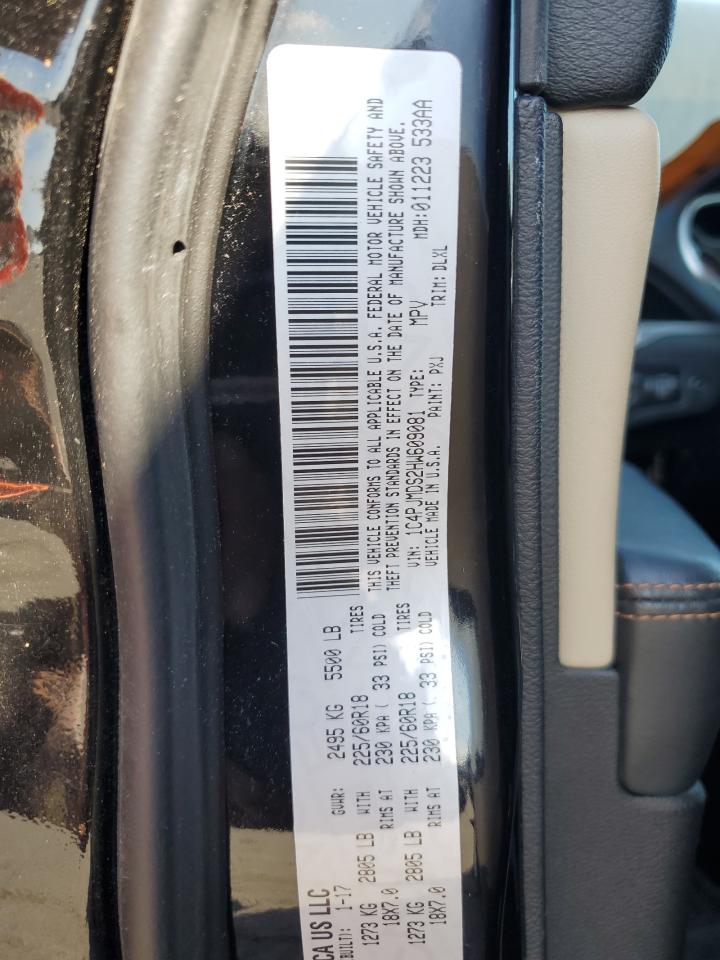 CA US LLC
BUILT): 1-17 GVWR: 2495 KG 5500 LB
1273 KG 2805 LB WITH 225/60R18 TIRES
18X7.0 RIMS AT 230 KPA ( 33 PSI) COLD
1273 KG 2805 LB WITH 225/60R18 TIRES
18X7.0 RIMS AT 230 KPA ( 33 PSI) COLD
THIS VEHICLE CONFORMS TO ALL APPLICABLE U.S.A. FEDERAL MOTOR VEHICLE SAFETY AND
THEFT PREVENTION STANDARDS IN EFFECT ON THE DATE OF MANUFACTURE SHOWN ABOVE.
VIN: 1C4PJMDS2HW609081 TYPE: MPV MDH:011223 533AA
VEHICLE MADE IN U.S.A. PAINT: PXJ TRIM: DLXL